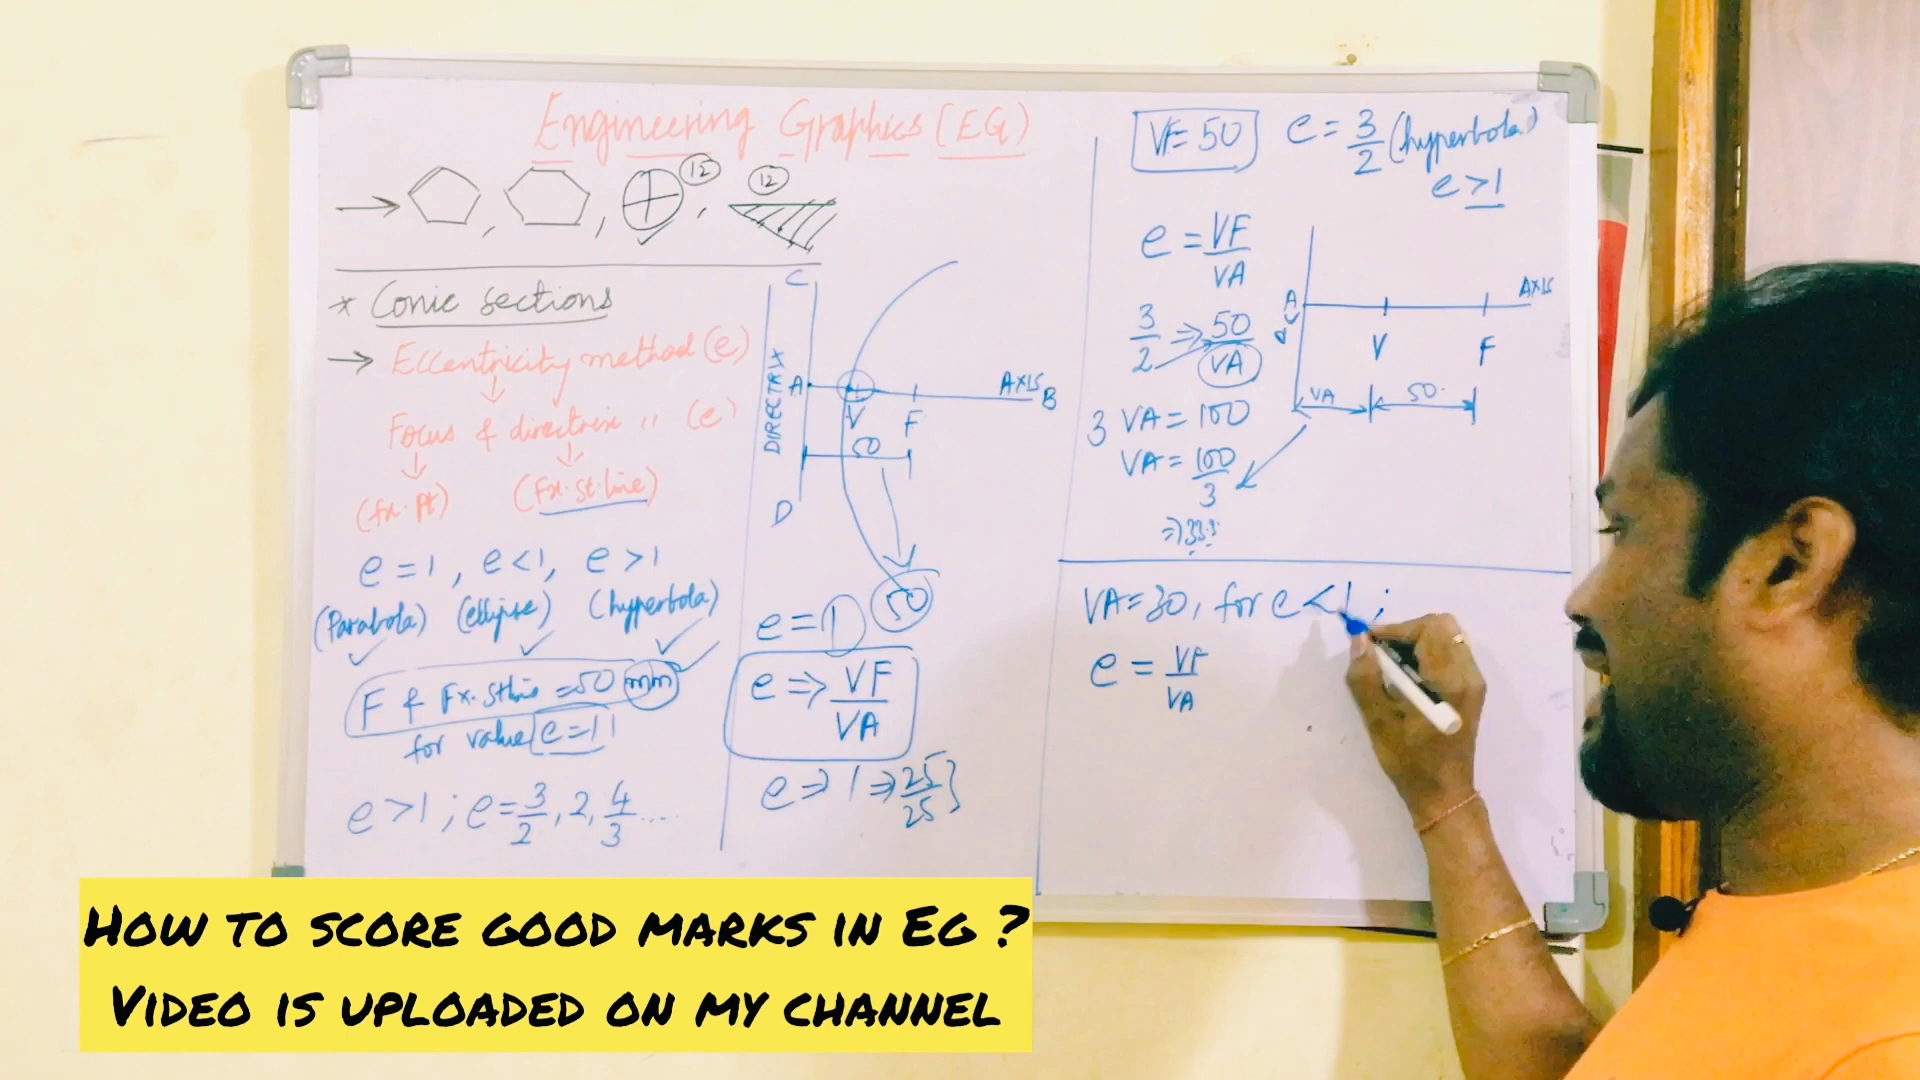 Engineering Graphics (EG)
12
12
* Conic sections
→ Eccentricity method (e)
Focus & directrix " (e)
(fx. pt) (Fx. st. line)
e = 1, e < 1, e > 1
(Parabola) (ellipse) (hyperbola)
F & Fx. St line = 50 mm
for value e = 1
e > 1 ; e = 3/2, 2, 4/3 ....
C
DIRECTRIX
A
V
F
AXIS B
50
D
50
e = 1
e ⇒ VF/VA
e ⇒ 1 ⇒ 25/25 }
VF = 50 e = 3/2 (hyperbola)
e > 1
e = VF/VA
3/2 ⇒ 50/VA
3 VA = 100
VA = 100/3
⇒ 33.3
A
AXIS
V
F
VA
50
VA = 30, for e < 1 ;
e = VF/VA
HOW TO SCORE GOOD MARKS IN EG ?
VIDEO IS UPLOADED ON MY CHANNEL